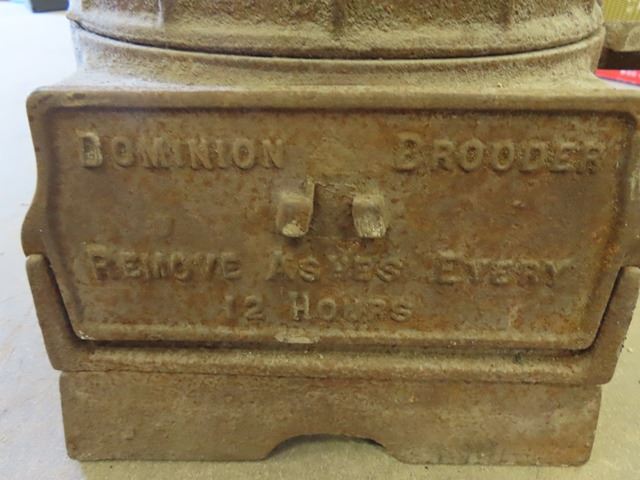 DOMINION BROODER
REMOVE ASHES EVERY
12 HOURS